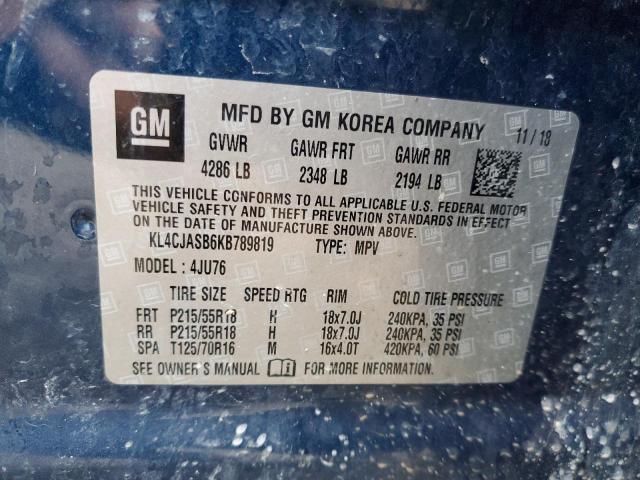 GM
MFD BY GM KOREA COMPANY 11/18
GVWR GAWR FRT GAWR RR
4286 LB 2348 LB 2194 LB
THIS VEHICLE CONFORMS TO ALL APPLICABLE U.S. FEDERAL MOTOR
VEHICLE SAFETY AND THEFT PREVENTION STANDARDS IN EFFECT
ON THE DATE OF MANUFACTURE SHOWN ABOVE.
KL4CJASB6KB789819 TYPE: MPV
MODEL : 4JU76
TIRE SIZE SPEED RTG RIM COLD TIRE PRESSURE
FRT P215/55R18 H 18x7.0J 240KPA, 35 PSI
RR P215/55R18 H 18x7.0J 240KPA, 35 PSI
SPA T125/70R16 M 16x4.0T 420KPA, 60 PSI
SEE OWNER'S MANUAL FOR MORE INFORMATION.